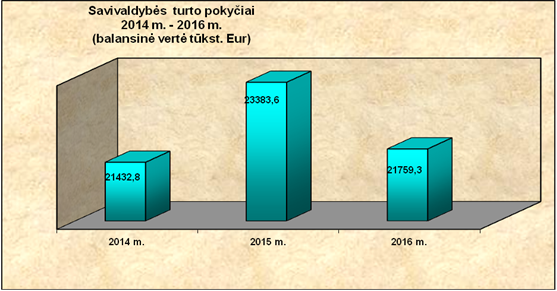 Savivaldybės turto pokyčiai
2014 m. - 2016 m.
(balansinė vertė tūkst. Eur)
23383,6
21432,8
21759,3
2014 m.
2015 m.
2016 m.